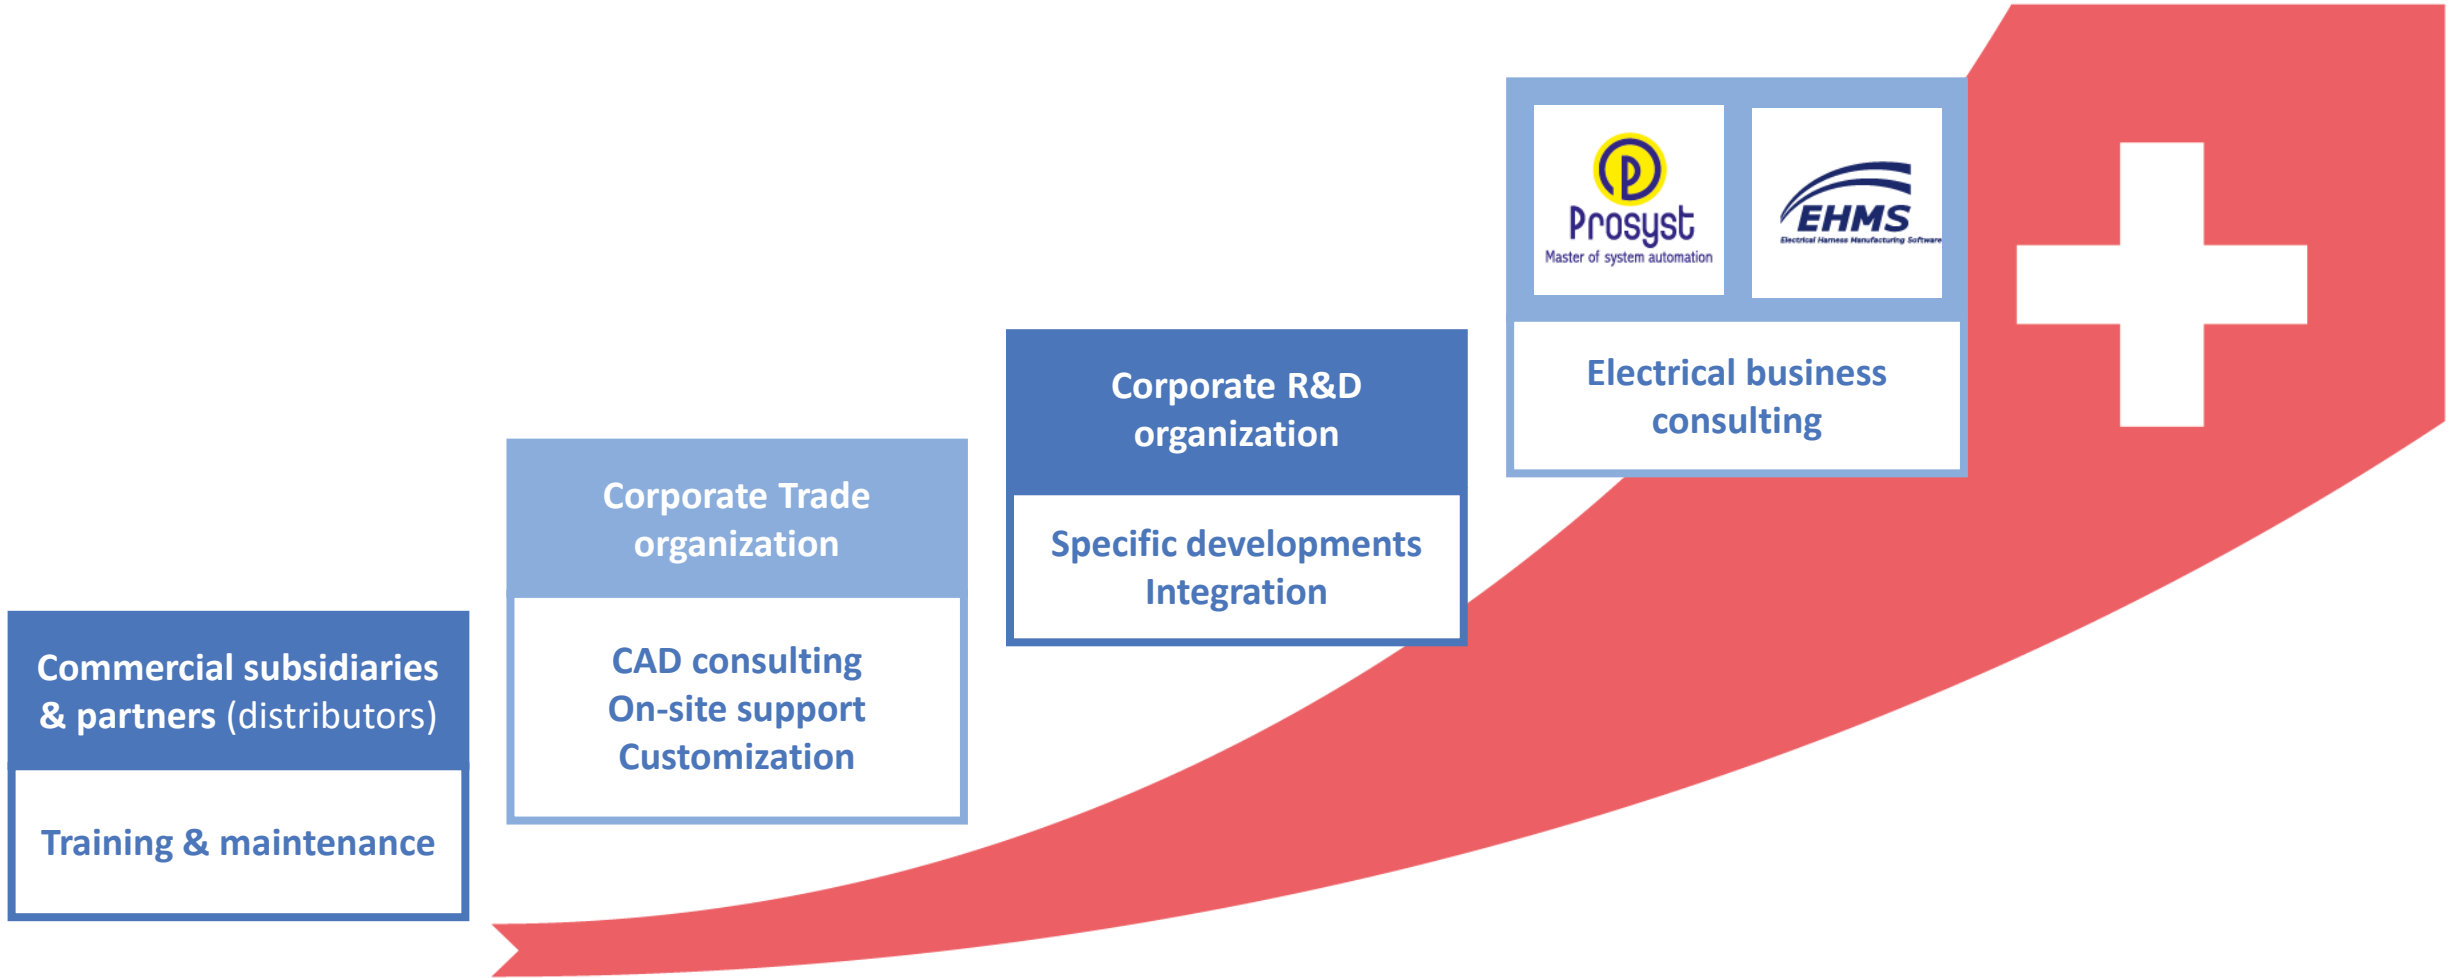 Commercial subsidiaries
& partners (distributors)
Training & maintenance
Corporate Trade
organization
CAD consulting
On-site support
Customization
Corporate R&D
organization
Specific developments
Integration
Prosyst
Master of system automation
EHMS
Electrical Harness Manufacturing Software
Electrical business
consulting